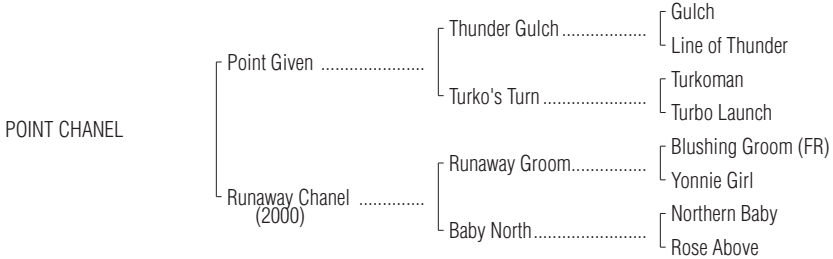 Gulch
Thunder Gulch ..................
Line of Thunder
Point Given ......................
Turkoman
Turko's Turn ......................
Turbo Launch
POINT CHANEL
Blushing Groom (FR)
Runaway Groom................
Yonnie Girl
Runaway Chanel ..............
(2000)
Northern Baby
Baby North........................
Rose Above